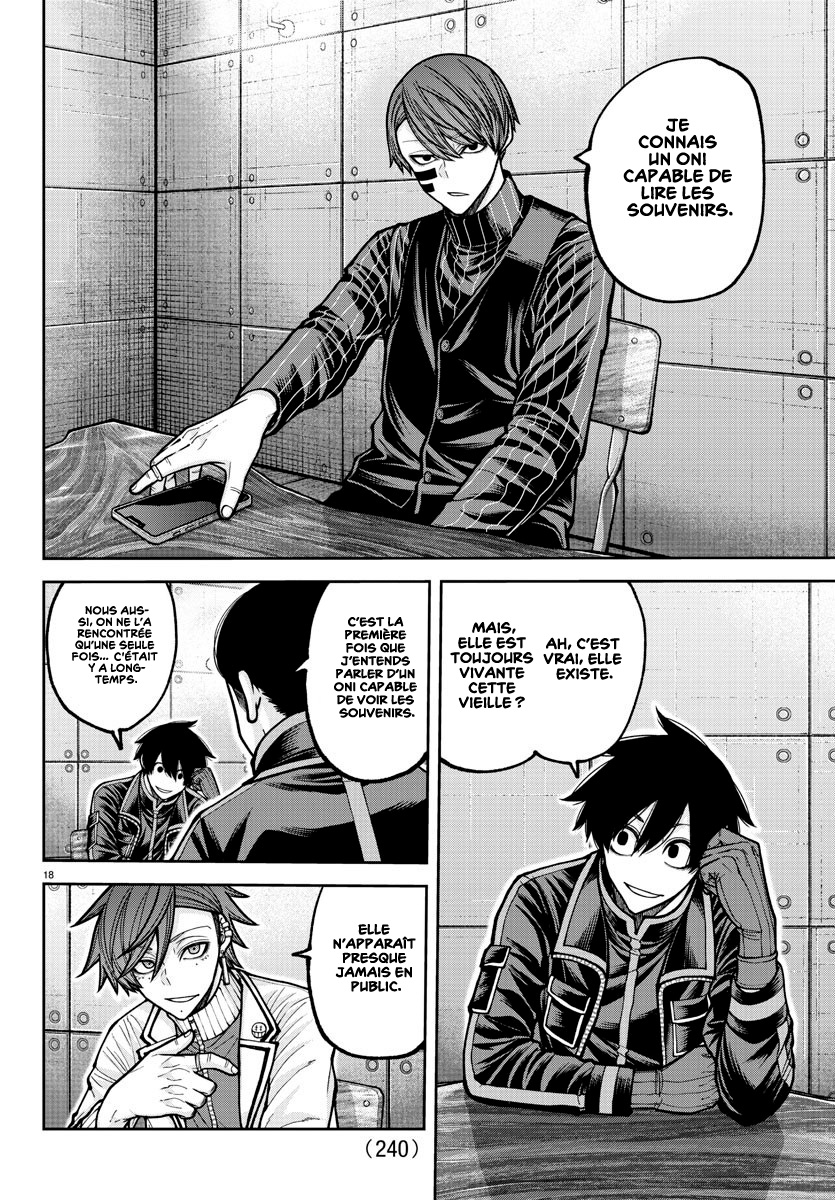 JE
CONNAIS
UN ONI
CAPABLE DE
LIRE LES
SOUVENIRS.
AH, C'EST
VRAI, ELLE
EXISTE.
MAIS,
ELLE EST
TOUJOURS
VIVANTE
CETTE
VIEILLE ?
C'EST LA
PREMIÈRE
FOIS QUE
J'ENTENDS
PARLER D'UN
ONI CAPABLE
DE VOIR LES
SOUVENIRS.
NOUS AUS-
SI, ON NE L'A
RENCONTRÉE
QU'UNE SEULE
FOIS... C'ÉTAIT
Y A LONG-
TEMPS.
18
ELLE
N'APPARAÎT
PRESQUE
JAMAIS EN
PUBLIC.
(240)